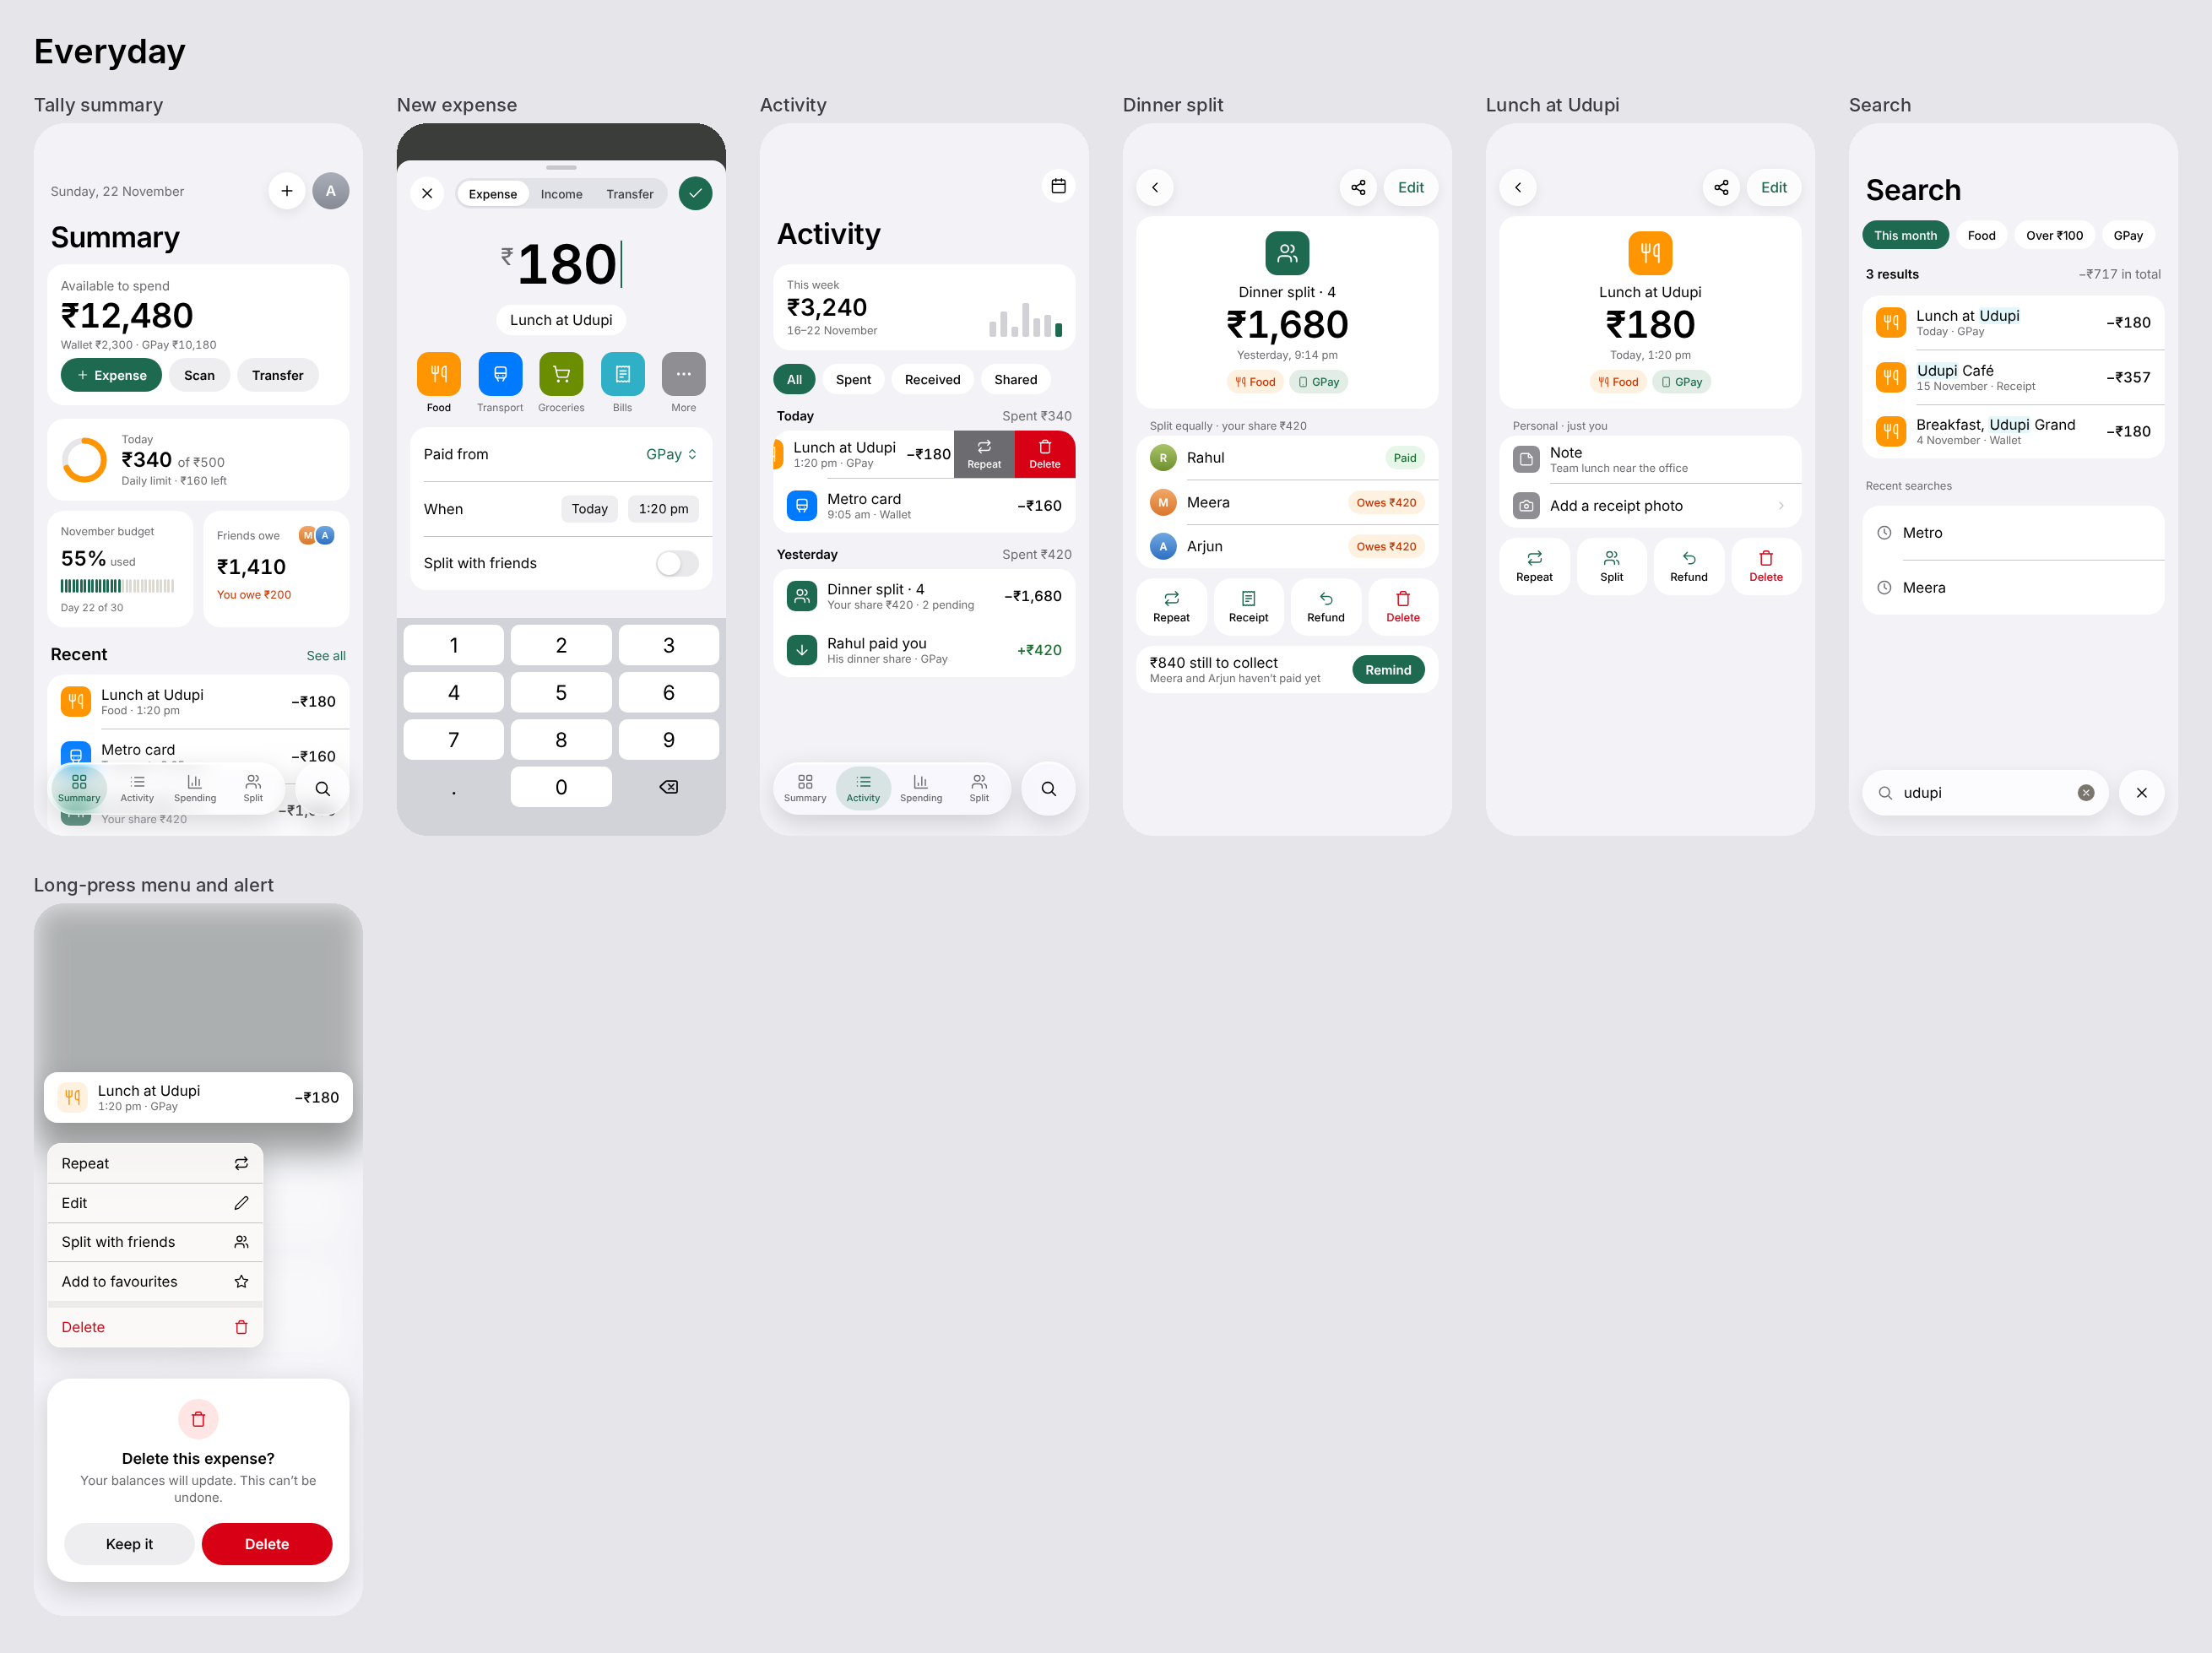 Everyday
Tally summary
Sunday, 22 November
A
Summary
Available to spend
₹12,480
Wallet ₹2,300 · GPay ₹10,180
Expense
Scan
Transfer
Today
₹340 of ₹500
Daily limit · ₹160 left
November budget
55% used
Day 22 of 30
Friends owe
M A
₹1,410
You owe ₹200
Recent
See all
Lunch at Udupi
Food · 1:20 pm
−₹180
Metro card
−₹160
Your share ₹420
Summary
Activity
Spending
Split
New expense
Expense
Income
Transfer
₹180
Lunch at Udupi
Food
Transport
Groceries
Bills
More
Paid from
GPay
When
Today
1:20 pm
Split with friends
1 2 3
4 5 6
7 8 9
. 0
Activity
Activity
This week
₹3,240
16–22 November
All
Spent
Received
Shared
Today
Spent ₹340
Lunch at Udupi
1:20 pm · GPay
−₹180
Repeat
Delete
Metro card
9:05 am · Wallet
−₹160
Yesterday
Spent ₹420
Dinner split · 4
Your share ₹420 · 2 pending
−₹1,680
Rahul paid you
His dinner share · GPay
+₹420
Summary
Activity
Spending
Split
Dinner split
Edit
Dinner split · 4
₹1,680
Yesterday, 9:14 pm
Food
GPay
Split equally · your share ₹420
R
Rahul
Paid
M
Meera
Owes ₹420
A
Arjun
Owes ₹420
Repeat
Receipt
Refund
Delete
₹840 still to collect
Meera and Arjun haven’t paid yet
Remind
Lunch at Udupi
Edit
Lunch at Udupi
₹180
Today, 1:20 pm
Food
GPay
Personal · just you
Note
Team lunch near the office
Add a receipt photo
Repeat
Split
Refund
Delete
Search
Search
This month
Food
Over ₹100
GPay
3 results
−₹717 in total
Lunch at Udupi
Today · GPay
−₹180
Udupi Café
15 November · Receipt
−₹357
Breakfast, Udupi Grand
4 November · Wallet
−₹180
Recent searches
Metro
Meera
udupi
Long-press menu and alert
Lunch at Udupi
1:20 pm · GPay
−₹180
Repeat
Edit
Split with friends
Add to favourites
Delete
Delete this expense?
Your balances will update. This can’t be
undone.
Keep it
Delete